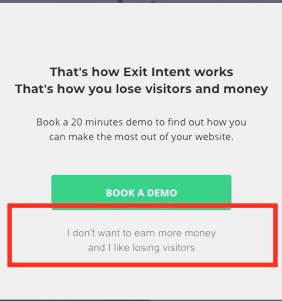 That's how Exit Intent works
That's how you lose visitors and money
Book a 20 minutes demo to find out how you
can make the most out of your website.
BOOK A DEMO
I don't want to earn more money
and I like losing visitors